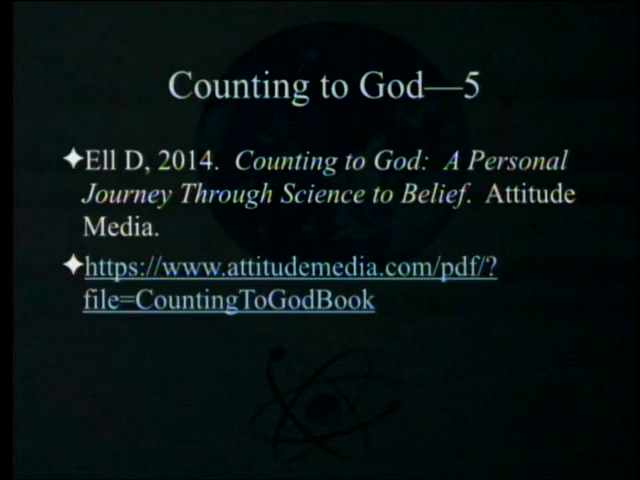 Counting to God—5
Ell D, 2014. Counting to God: A Personal
Journey Through Science to Belief. Attitude
Media.
https://www.attitudemedia.com/pdf/?
file=CountingToGodBook